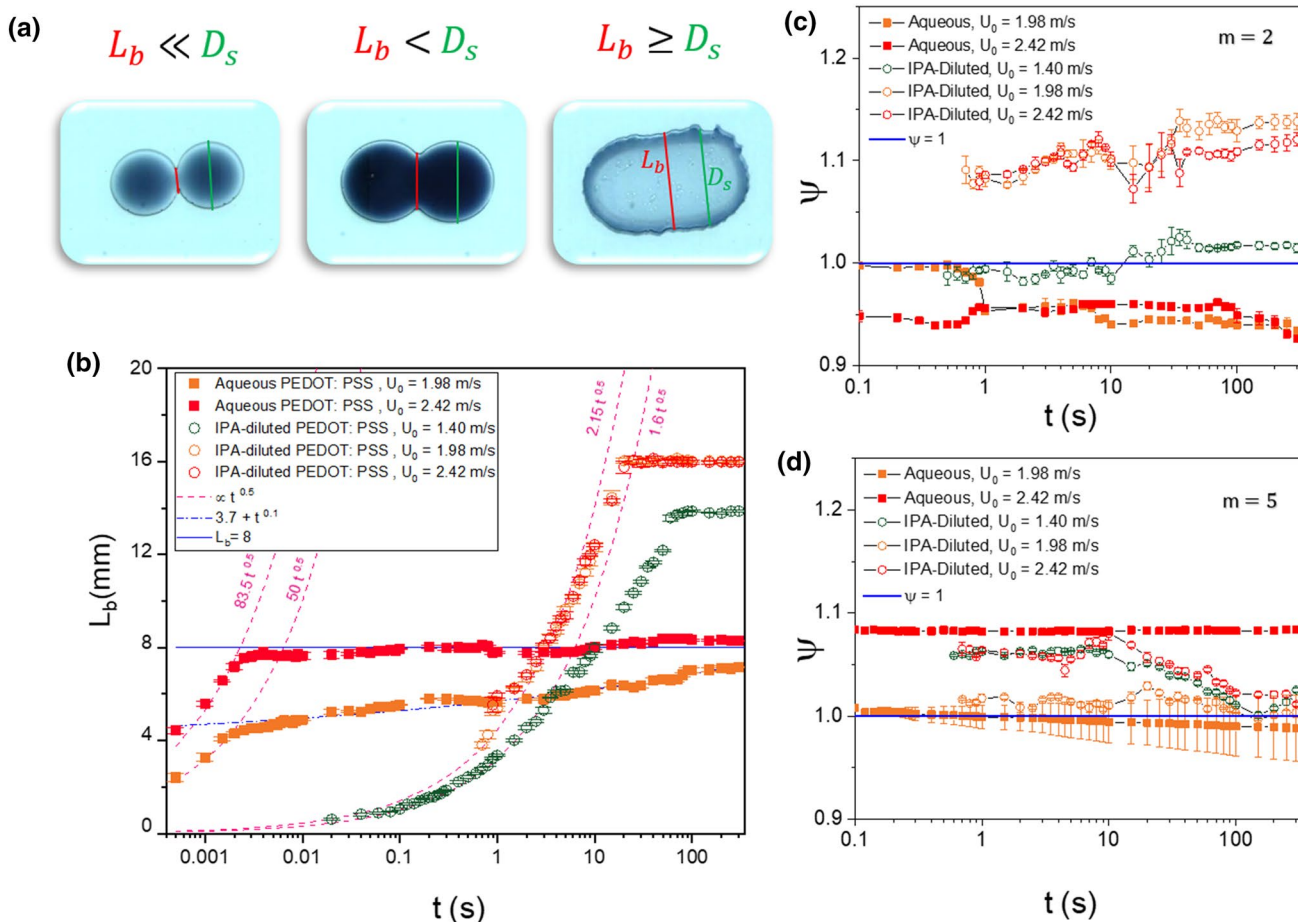 (a)
L_b ≪ D_s
L_b < D_s
L_b ≥ D_s
L_b
D_s
(b)
L_b(mm)
20
16
12
8
4
0
Aqueous PEDOT: PSS , U_0 = 1.98 m/s
Aqueous PEDOT: PSS , U_0 = 2.42 m/s
IPA-diluted PEDOT: PSS , U_0 = 1.40 m/s
IPA-diluted PEDOT: PSS , U_0 = 1.98 m/s
IPA-diluted PEDOT: PSS , U_0 = 2.42 m/s
∝ t^0.5
3.7 + t^0.1
L_b = 8
83.5 t^0.5
50 t^0.5
2.15 t^0.5
1.6 t^0.5
0.001
0.01
0.1
1
10
100
t (s)
(c)
Ψ
1.2
1.1
1.0
0.9
Aqueous, U_0 = 1.98 m/s
Aqueous, U_0 = 2.42 m/s
IPA-Diluted, U_0 = 1.40 m/s
IPA-Diluted, U_0 = 1.98 m/s
IPA-Diluted, U_0 = 2.42 m/s
ψ = 1
m = 2
0.1
1
10
100
t (s)
(d)
Ψ
1.2
1.1
1.0
0.9
Aqueous, U_0 = 1.98 m/s
Aqueous, U_0 = 2.42 m/s
IPA-Diluted, U_0 = 1.40 m/s
IPA-Diluted, U_0 = 1.98 m/s
IPA-Diluted, U_0 = 2.42 m/s
ψ = 1
m = 5
0.1
1
10
100
t (s)